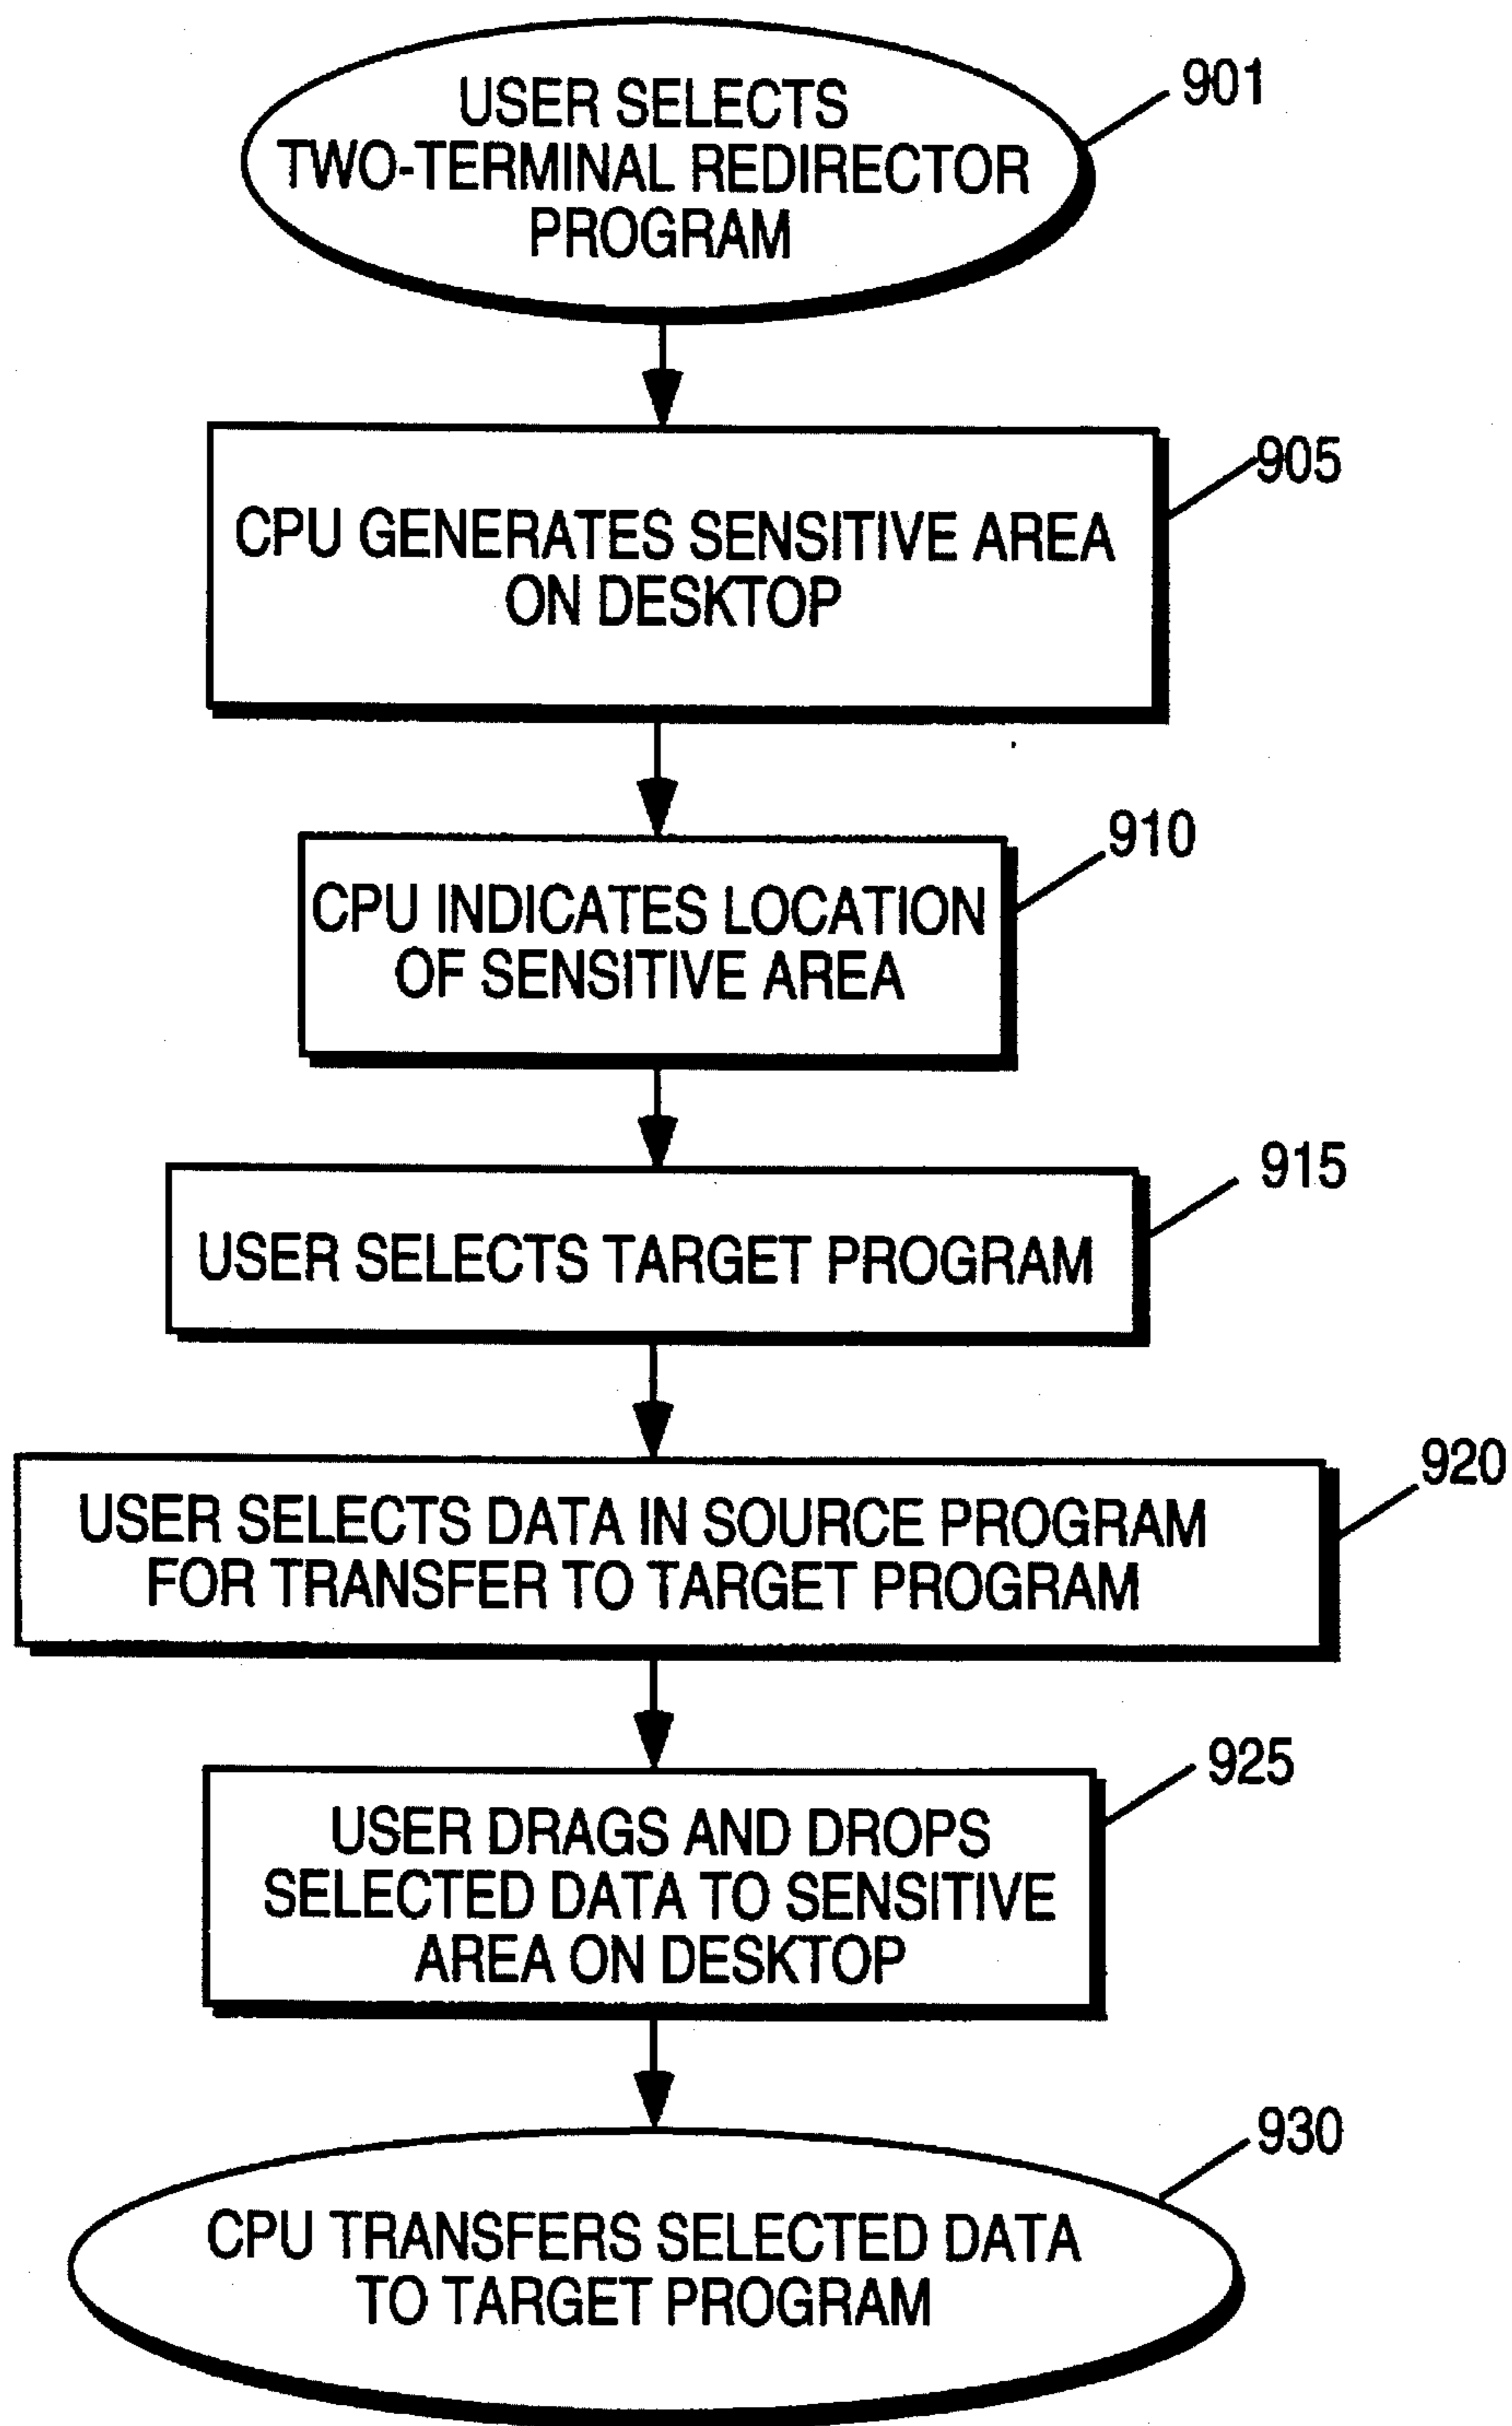 USER SELECTS
TWO-TERMINAL REDIRECTOR
PROGRAM
901
CPU GENERATES SENSITIVE AREA
ON DESKTOP
905
CPU INDICATES LOCATION
OF SENSITIVE AREA
910
USER SELECTS TARGET PROGRAM
915
USER SELECTS DATA IN SOURCE PROGRAM
FOR TRANSFER TO TARGET PROGRAM
920
USER DRAGS AND DROPS
SELECTED DATA TO SENSITIVE
AREA ON DESKTOP
925
CPU TRANSFERS SELECTED DATA
TO TARGET PROGRAM
930